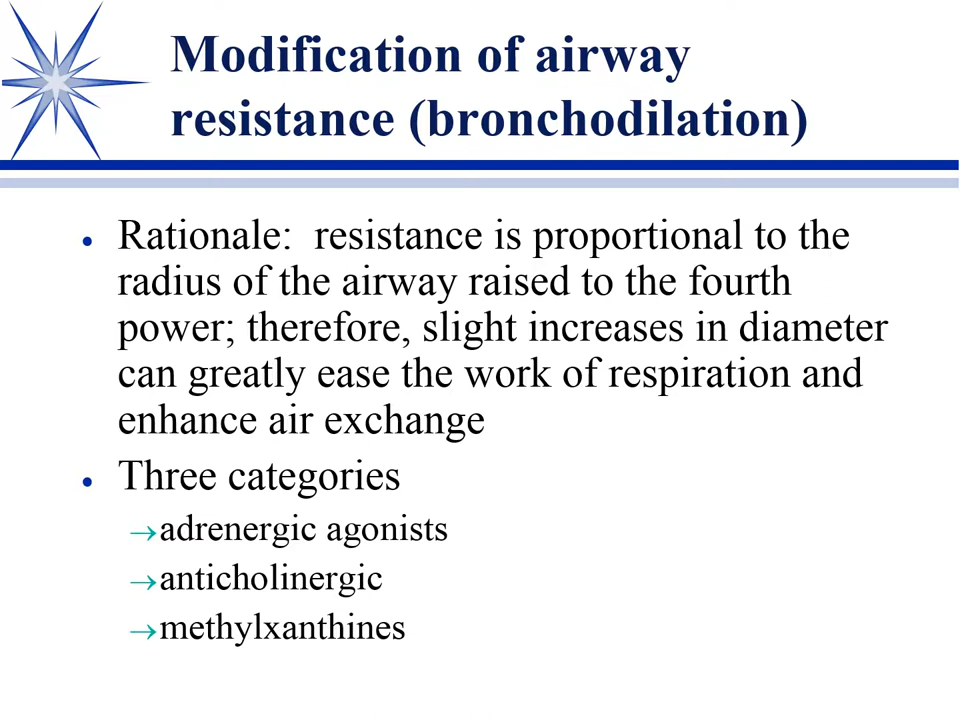 Modification of airway
resistance (bronchodilation)
• Rationale:  resistance is proportional to the
radius of the airway raised to the fourth
power; therefore, slight increases in diameter
can greatly ease the work of respiration and
enhance air exchange
• Three categories
→adrenergic agonists
→anticholinergic
→methylxanthines